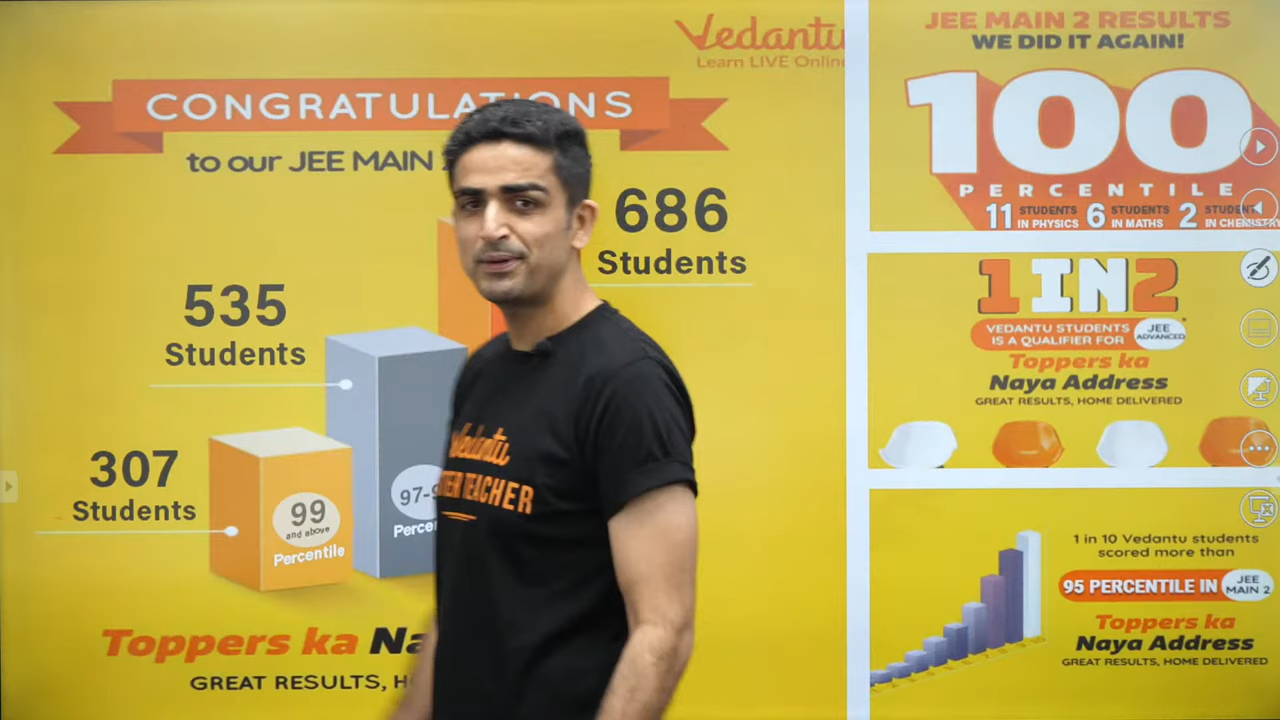 Vedantu
Learn LIVE Online
CONGRATULATIONS
to our JEE MAIN
686
Students
535
Students
307
Students
99
and above
Percentile
97-
Toppers ka
GREAT RESULTS,
Vedantu
TEACHER
JEE MAIN 2 RESULTS
WE DID IT AGAIN!
100
PERCENTILE
11 STUDENTS IN PHYSICS 6 STUDENTS IN MATHS 2 STUDENT IN CHEMISTRY
1 IN 2
VEDANTU STUDENTS
IS A QUALIFIER FOR
JEE
ADVANCED
Toppers ka
Naya Address
GREAT RESULTS, HOME DELIVERED
1 in 10 Vedantu students
scored more than
95 PERCENTILE IN
JEE
MAIN 2
Toppers ka
Naya Address
GREAT RESULTS, HOME DELIVERED